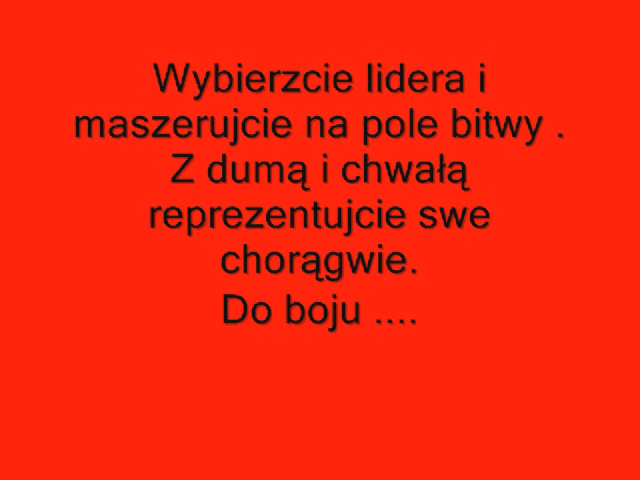 Wybierzcie lidera i
maszerujcie na pole bitwy .
Z dumą i chwałą
reprezentujcie swe
chorągwie.
Do boju ....